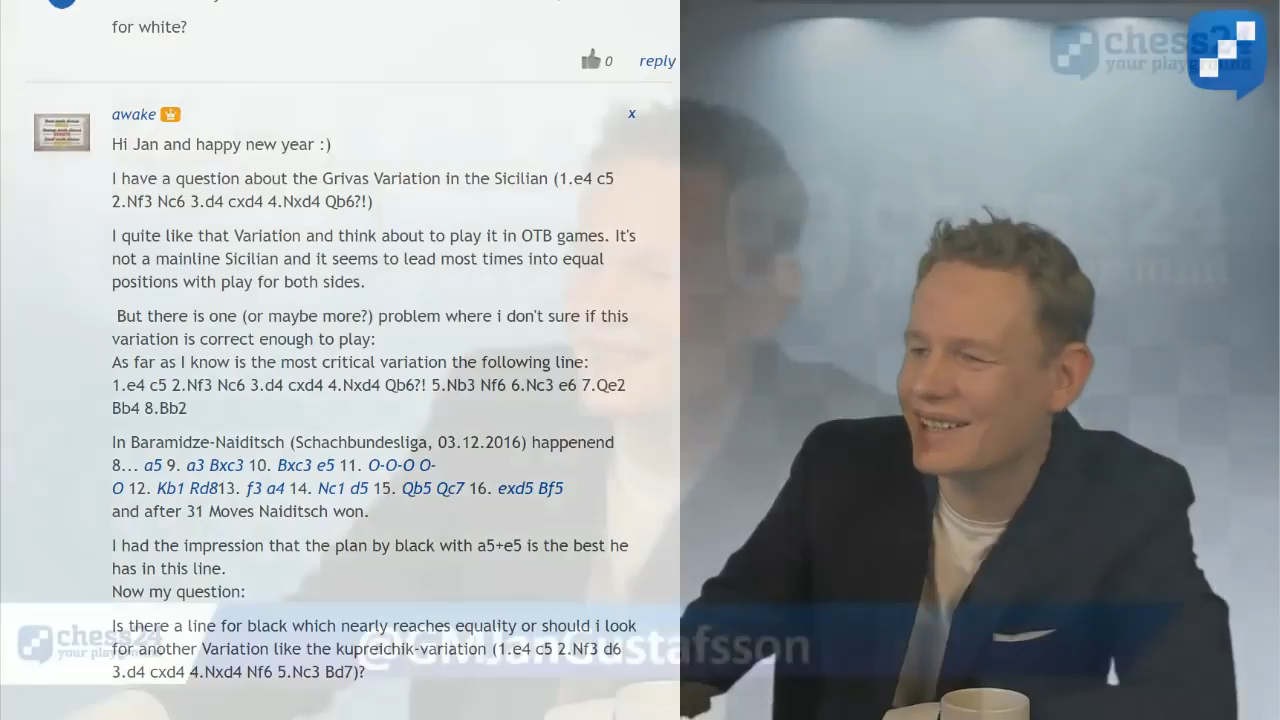 for white?
0 reply
awake x
Hi Jan and happy new year :)
I have a question about the Grivas Variation in the Sicilian (1.e4 c5
2.Nf3 Nc6 3.d4 cxd4 4.Nxd4 Qb6?!)
I quite like that Variation and think about to play it in OTB games. It's
not a mainline Sicilian and it seems to lead most times into equal
positions with play for both sides.
But there is one (or maybe more?) problem where i don't sure if this
variation is correct enough to play:
As far as I know is the most critical variation the following line:
1.e4 c5 2.Nf3 Nc6 3.d4 cxd4 4.Nxd4 Qb6?! 5.Nb3 Nf6 6.Nc3 e6 7.Qe2
Bb4 8.Bb2
In Baramidze-Naiditsch (Schachbundesliga, 03.12.2016) happenend
8... a5 9. a3 Bxc3 10. Bxc3 e5 11. O-O-O O-
O 12. Kb1 Rd813. f3 a4 14. Nc1 d5 15. Qb5 Qc7 16. exd5 Bf5
and after 31 Moves Naiditsch won.
I had the impression that the plan by black with a5+e5 is the best he
has in this line.
Now my question:
Is there a line for black which nearly reaches equality or should i look
for another Variation like the kupreichik-variation (1.e4 c5 2.Nf3 d6
3.d4 cxd4 4.Nxd4 Nf6 5.Nc3 Bd7)?
chess24
your playground
@GMJanGustafsson
chess24
your playground